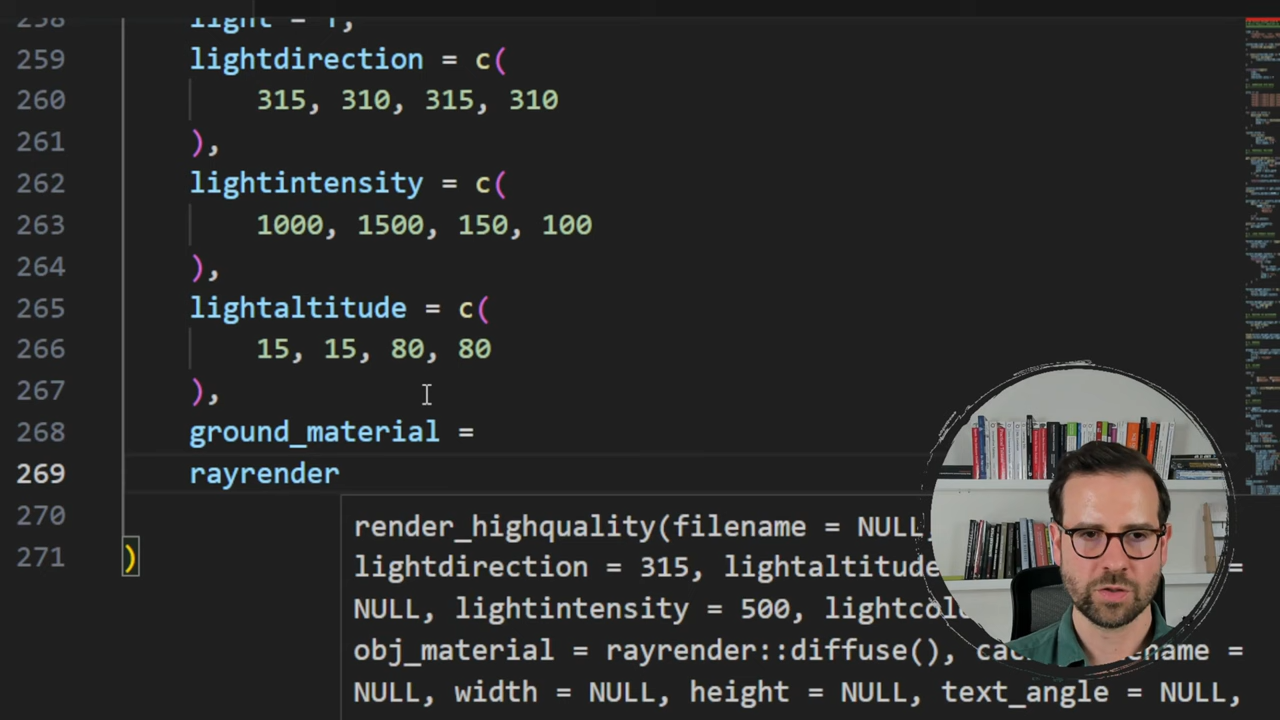 258 light = F,
259 lightdirection = c(
260 315, 310, 315, 310
261 ),
262 lightintensity = c(
263 1000, 1500, 150, 100
264 ),
265 lightaltitude = c(
266 15, 15, 80, 80
267 ),
268 ground_material =
269 rayrender
270
271 )
render_highquality(filename = NULL,
lightdirection = 315, lightaltitude =
NULL, lightintensity = 500,
obj_material = rayrender::diffuse(), =
NULL, width = NULL, height = NULL, text_angle = NULL,